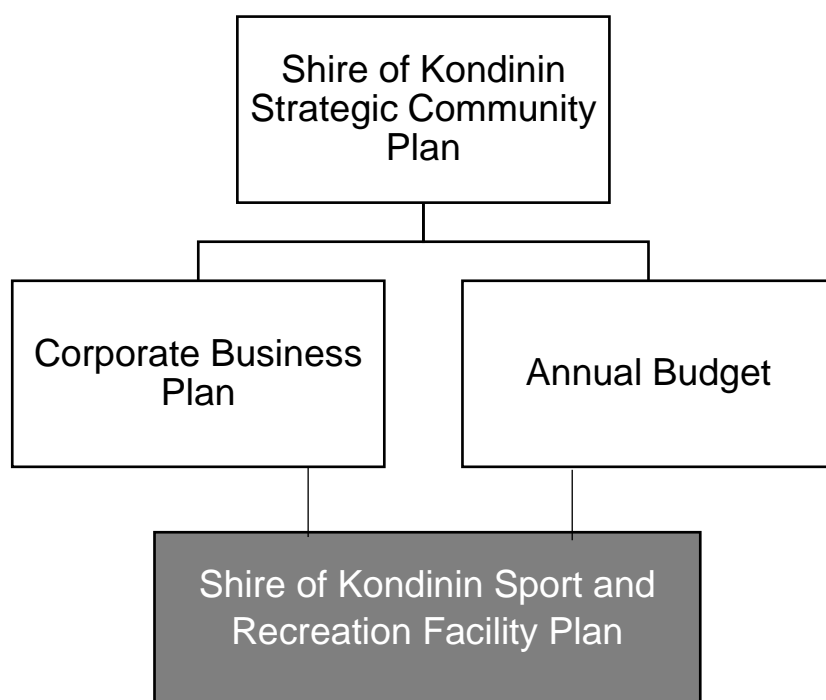 Shire of Kondinin
Strategic Community
Plan
Corporate Business
Plan
Annual Budget
Shire of Kondinin Sport and
Recreation Facility Plan